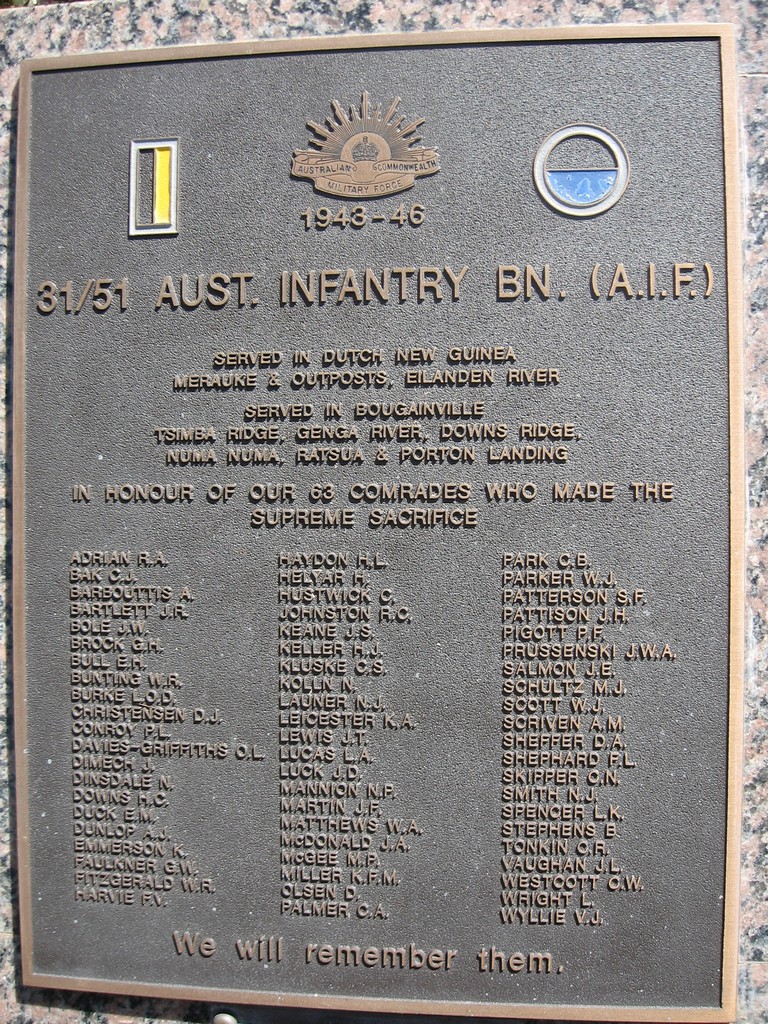 AUSTRALIAN COMMONWEALTH
MILITARY FORCE
1943-46
31/51 AUST. INFANTRY BN. (A.I.F.)
SERVED IN DUTCH NEW GUINEA
MERAUKE & OUTPOSTS, EILANDEN RIVER
SERVED IN BOUGAINVILLE
TSIMBA RIDGE, GENGA RIVER, DOWNS RIDGE,
NUMA NUMA, RATSUA & PORTON LANDING
IN HONOUR OF OUR 63 COMRADES WHO MADE THE
SUPREME SACRIFICE
ADRIAN R.A.
BAK C.J.
BARBOUTTIS A.
BARTLETT J.R.
BOLE J.W.
BROCK G.H.
BULL E.H.
BUNTING W.R.
BURKE L.O.D.
CHRISTENSEN D.J.
CONROY P.L.
DAVIES-GRIFFITHS O.L.
DIMECH J.
DINSDALE N.
DOWNS H.C.
DUCK E.M.
DUNLOP A.J.
EMMERSON K.
FAULKNER G.W.
FITZGERALD W.R.
HARVIE F.V.
HAYDON H.L.
HELYAR H.
HUSTWICK C.
JOHNSTON R.C.
KEANE J.S.
KELLER H.J.
KLUSKE C.S.
KOLLN N.
LAUNER N.J.
LEICESTER K.A.
LEWIS J.T.
LUCAS L.A.
LUCK J.D.
MANNION N.P.
MARTIN J.F.
MATTHEWS W.A.
McDONALD J.A.
McGEE M.P.
MILLER K.F.M.
OLSEN D.
PALMER C.A.
PARK C.B.
PARKER W.J.
PATTERSON S.F.
PATTISON J.H.
PIGOTT P.F.
PRUSSENSKI J.W.A.
SALMON J.E.
SCHULTZ M.J.
SCOTT W.J.
SCRIVEN A.M.
SHEFFER D.A.
SHEPHARD F.L.
SKIPPER C.N.
SMITH N.J.
SPENCER L.K.
STEPHENS B.
TONKIN C.R.
VAUGHAN J.L.
WESTCOTT C.W.
WRIGHT L.
WYLLIE V.J.
We will remember them.